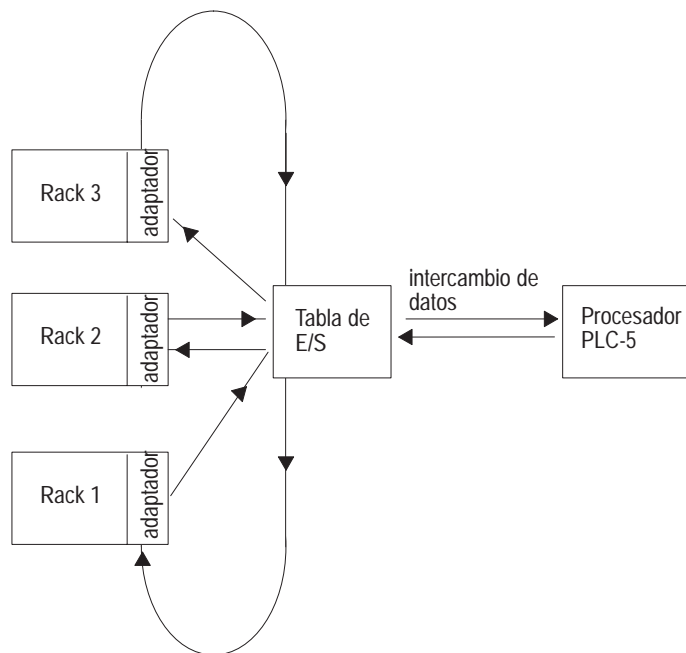 Rack 3
adaptador
intercambio de
datos
Rack 2
adaptador
Tabla de
E/S
Procesador
PLC-5
Rack 1
adaptador